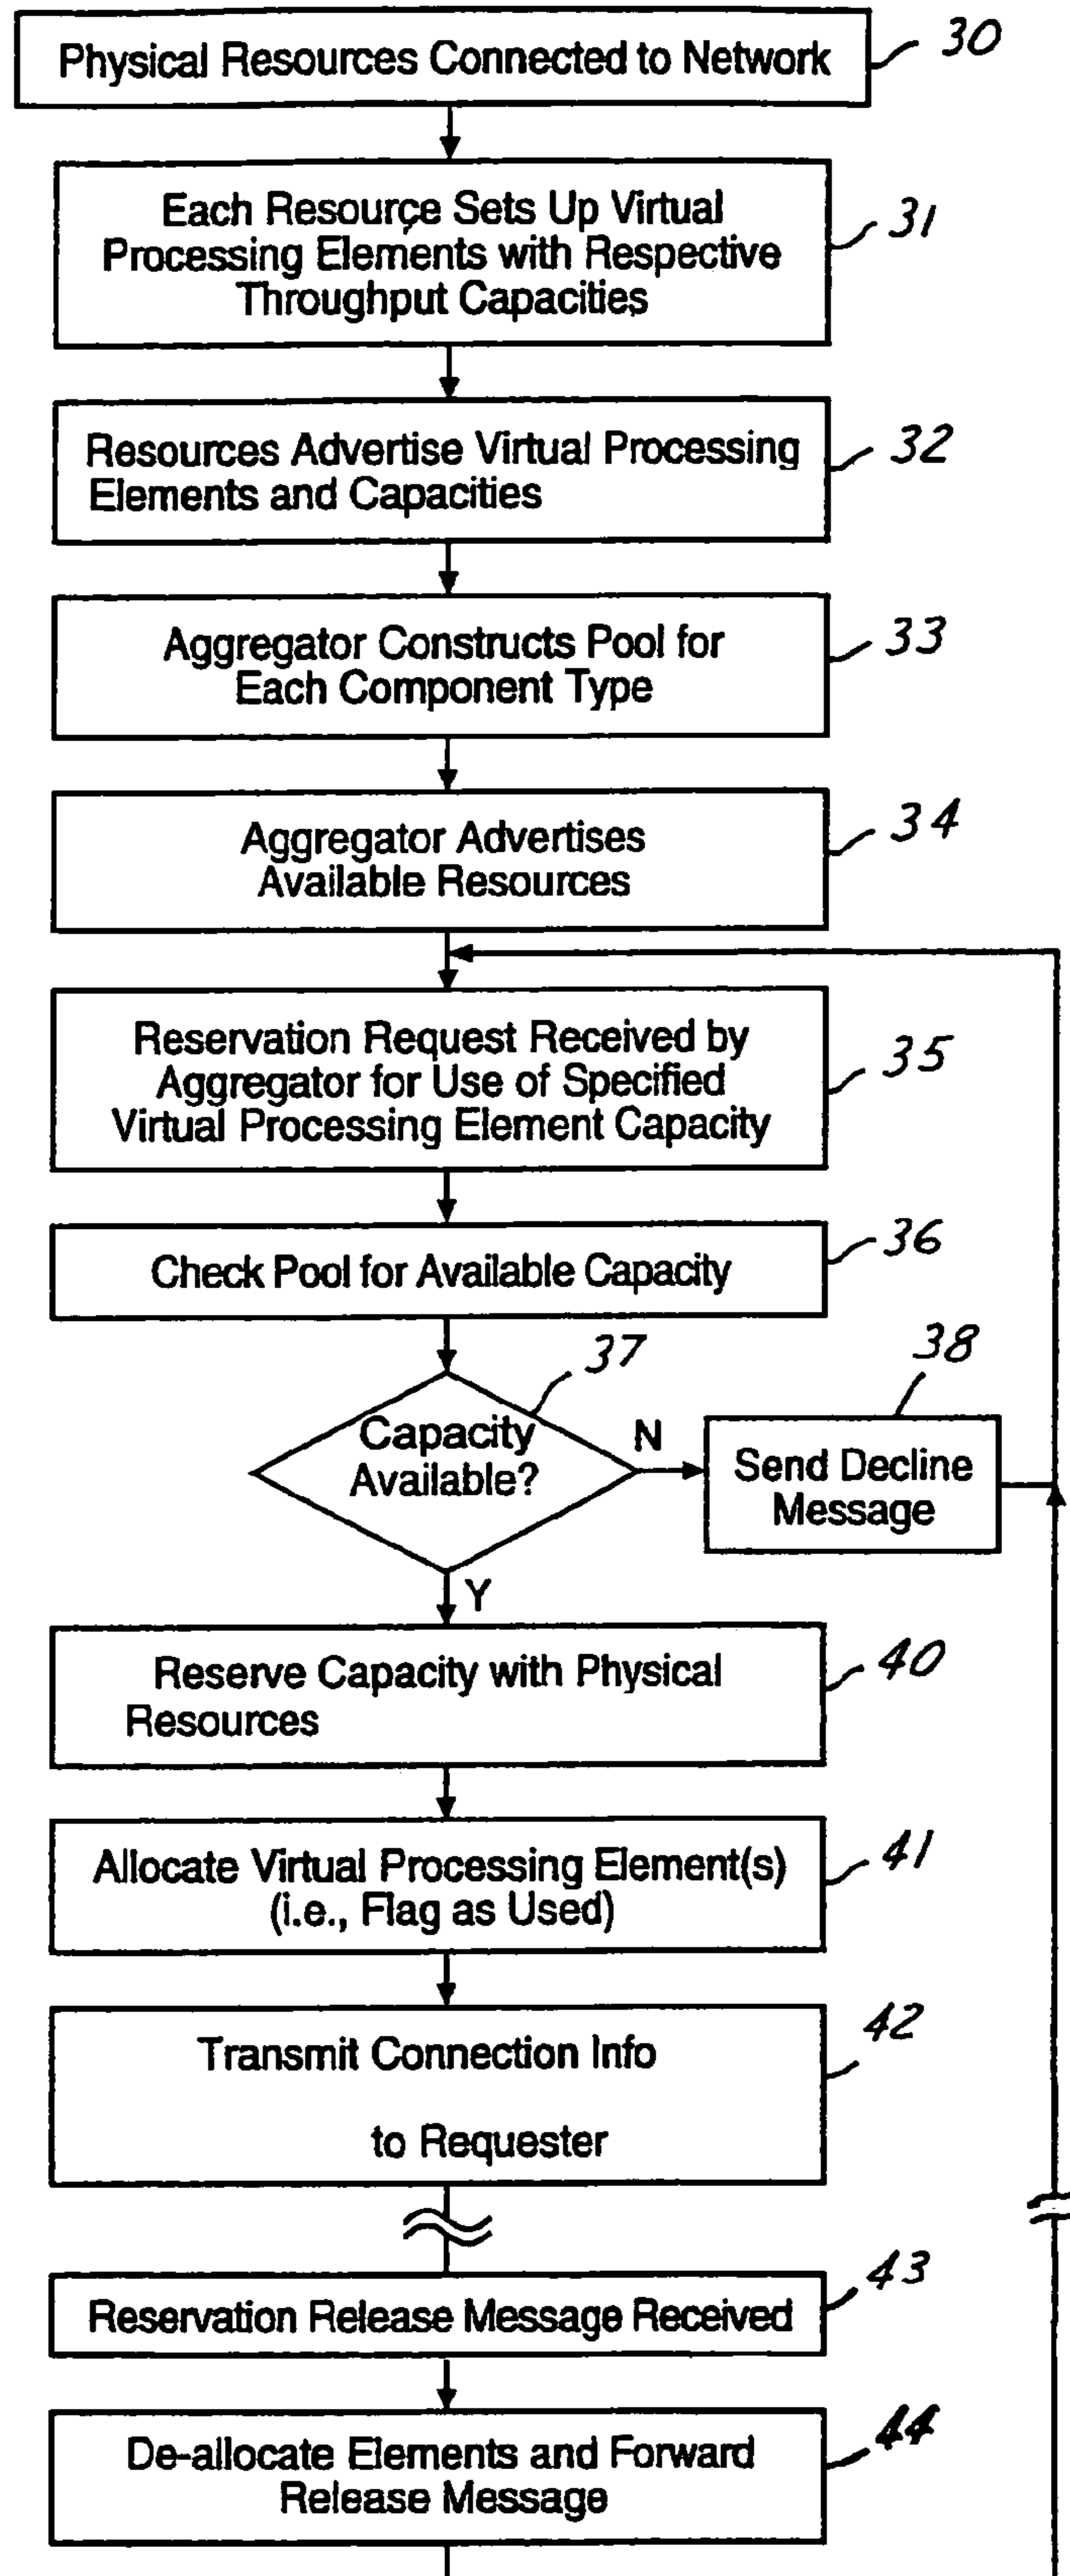 Physical Resources Connected to Network
30
Each Resource Sets Up Virtual
Processing Elements with Respective
Throughput Capacities
31
Resources Advertise Virtual Processing
Elements and Capacities
32
Aggregator Constructs Pool for
Each Component Type
33
Aggregator Advertises
Available Resources
34
Reservation Request Received by
Aggregator for Use of Specified
Virtual Processing Element Capacity
35
Check Pool for Available Capacity
36
Capacity
Available?
37
N
Send Decline
Message
38
Y
Reserve Capacity with Physical
Resources
40
Allocate Virtual Processing Element(s)
(i.e., Flag as Used)
41
Transmit Connection Info
to Requester
42
Reservation Release Message Received
43
De-allocate Elements and Forward
Release Message
44